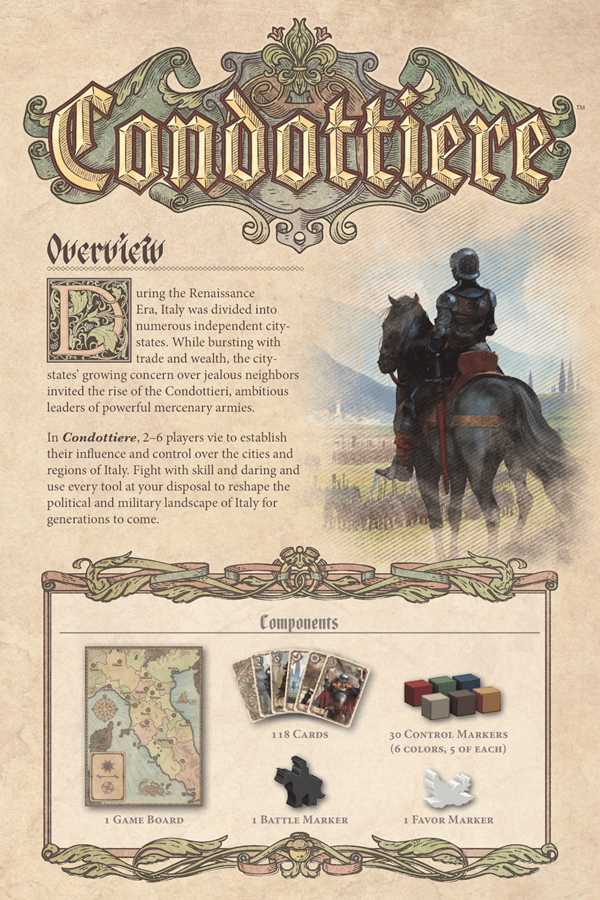 Condottiere
™
Overview
During the Renaissance
Era, Italy was divided into
numerous independent city-
states. While bursting with
trade and wealth, the city-
states’ growing concern over jealous neighbors
invited the rise of the Condottieri, ambitious
leaders of powerful mercenary armies.
In Condottiere, 2–6 players vie to establish
their influence and control over the cities and
regions of Italy. Fight with skill and daring and
use every tool at your disposal to reshape the
political and military landscape of Italy for
generations to come.
Components
118 Cards
30 Control Markers
(6 colors, 5 of each)
1 Game Board
1 Battle Marker
1 Favor Marker